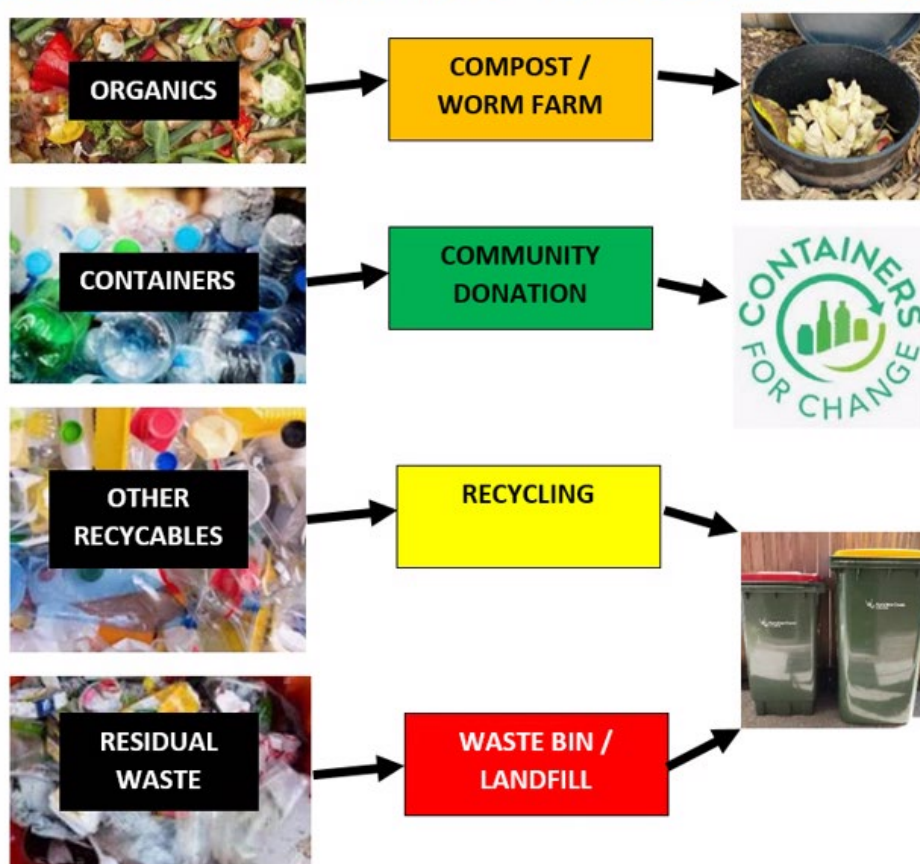 ORGANICS
COMPOST /
WORM FARM
CONTAINERS
COMMUNITY
DONATION
CONTAINERS
FOR CHANGE
OTHER
RECYCABLES
RECYCLING
RESIDUAL
WASTE
WASTE BIN /
LANDFILL